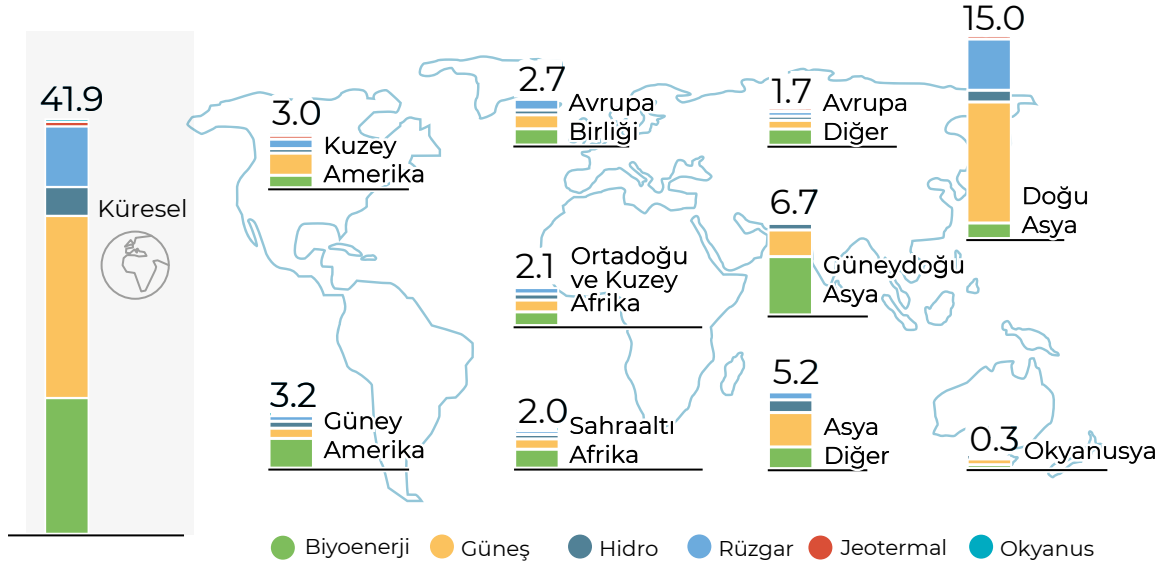 41.9
Küresel
3.0
Kuzey
Amerika
2.7
Avrupa
Birliği
1.7
Avrupa
Diğer
15.0
Doğu
Asya
2.1
Ortadoğu
ve Kuzey
Afrika
6.7
Güneydoğu
Asya
3.2
Güney
Amerika
2.0
Sahraaltı
Afrika
5.2
Asya
Diğer
0.3
Okyanusya
Biyoenerji
Güneş
Hidro
Rüzgar
Jeotermal
Okyanus